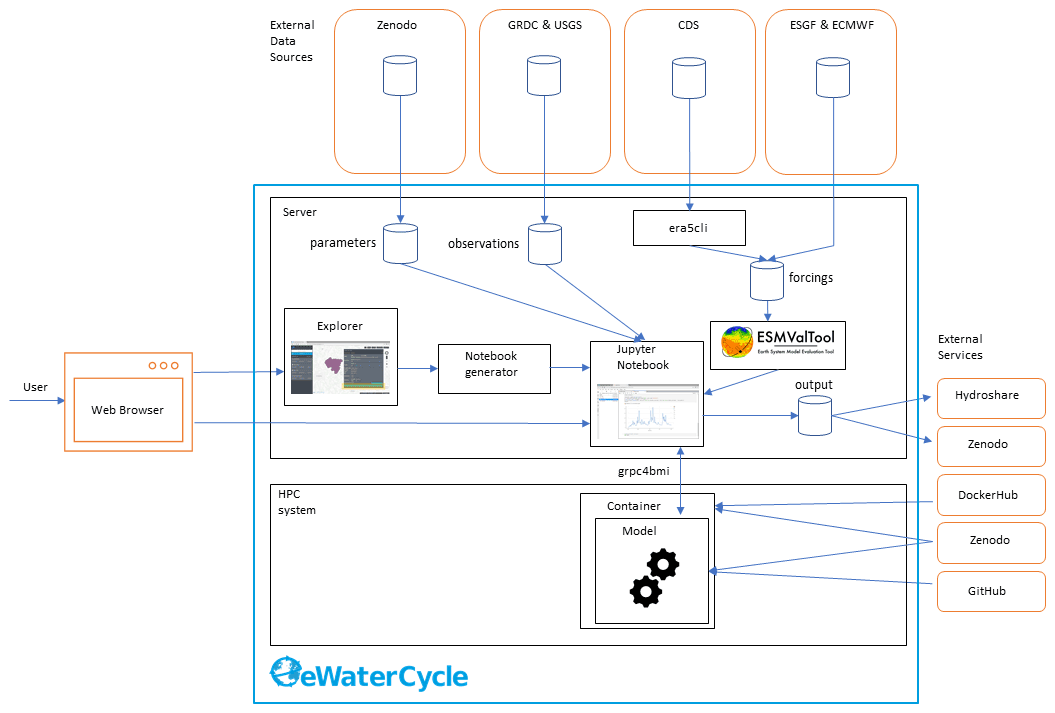 External
Data
Sources
Zenodo
GRDC & USGS
CDS
ESGF & ECMWF
Server
parameters
observations
era5cli
forcings
Explorer
Notebook
generator
Jupyter
Notebook
ESMValTool
Earth System Model Evaluation Tool
output
User
Web Browser
External
Services
Hydroshare
Zenodo
DockerHub
Zenodo
GitHub
grpc4bmi
HPC
system
Container
Model
eWaterCycle